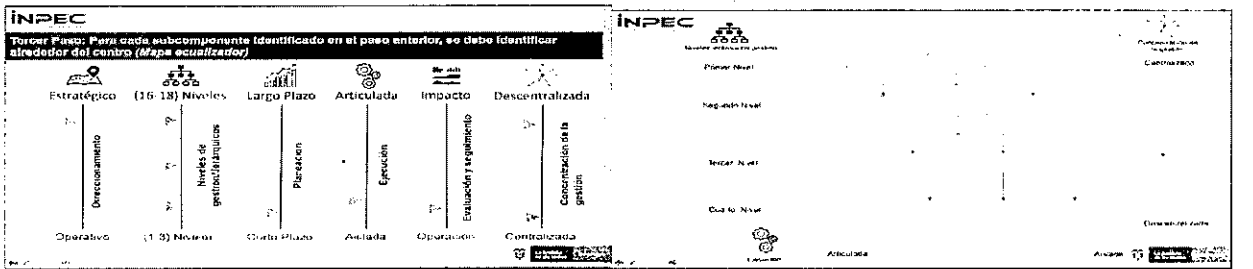 iNPEC
Tercer Paso: Para cada subcomponente identificado en el paso anterior, se debe identificar
alrededor del centro (Mapa ecualizador)
Estratégico (16-18) Niveles Largo Plazo Articulada Impacto Descentralizada
Direccionamiento
Niveles de
gestión/Jerárquicos
Planeacion
Ejecución
Evaluación y seguimiento
Concentración de la
gestión
Operativo (1-3) Niveles Corto Plazo Aislada Operación Centralizada
iNPEC
Centralizada
Primer Nivel
Segundo Nivel
Tercer Nivel
Cuarto Nivel
Descentralizada
Articulada
Aislada